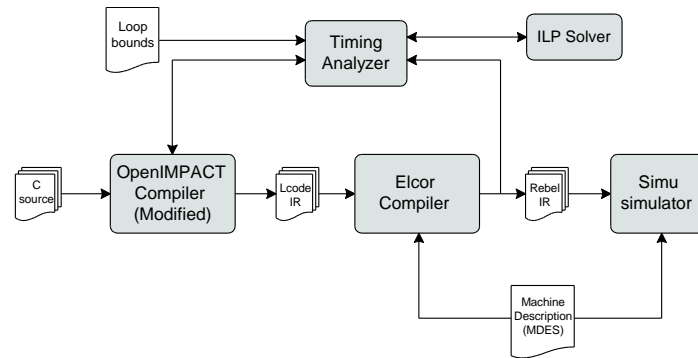 Loop
bounds
Timing
Analyzer
ILP Solver
C
source
OpenIMPACT
Compiler
(Modified)
Lcode
IR
Elcor
Compiler
Rebel
IR
Simu
simulator
Machine
Description
(MDES)